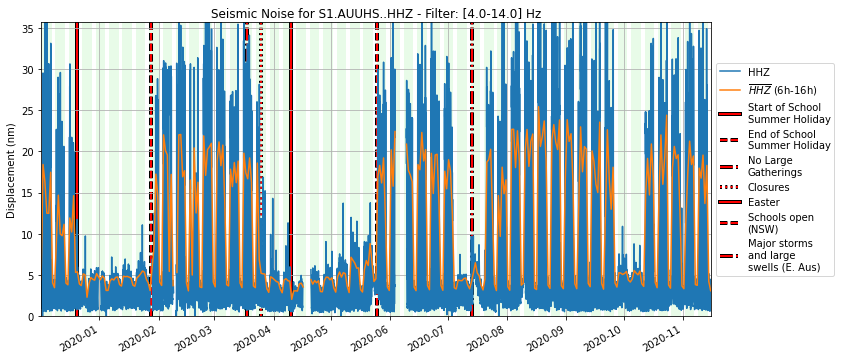 Seismic Noise for S1.AUUHS..HHZ - Filter: [4.0-14.0] Hz
Displacement (nm)
35
30
25
20
15
10
5
0
2020-01
2020-02
2020-03
2020-04
2020-05
2020-06
2020-07
2020-08
2020-09
2020-10
2020-11
HHZ
HHZ (6h-16h)
Start of School
Summer Holiday
End of School
Summer Holiday
No Large
Gatherings
Closures
Easter
Schools open
(NSW)
Major storms
and large
swells (E. Aus)